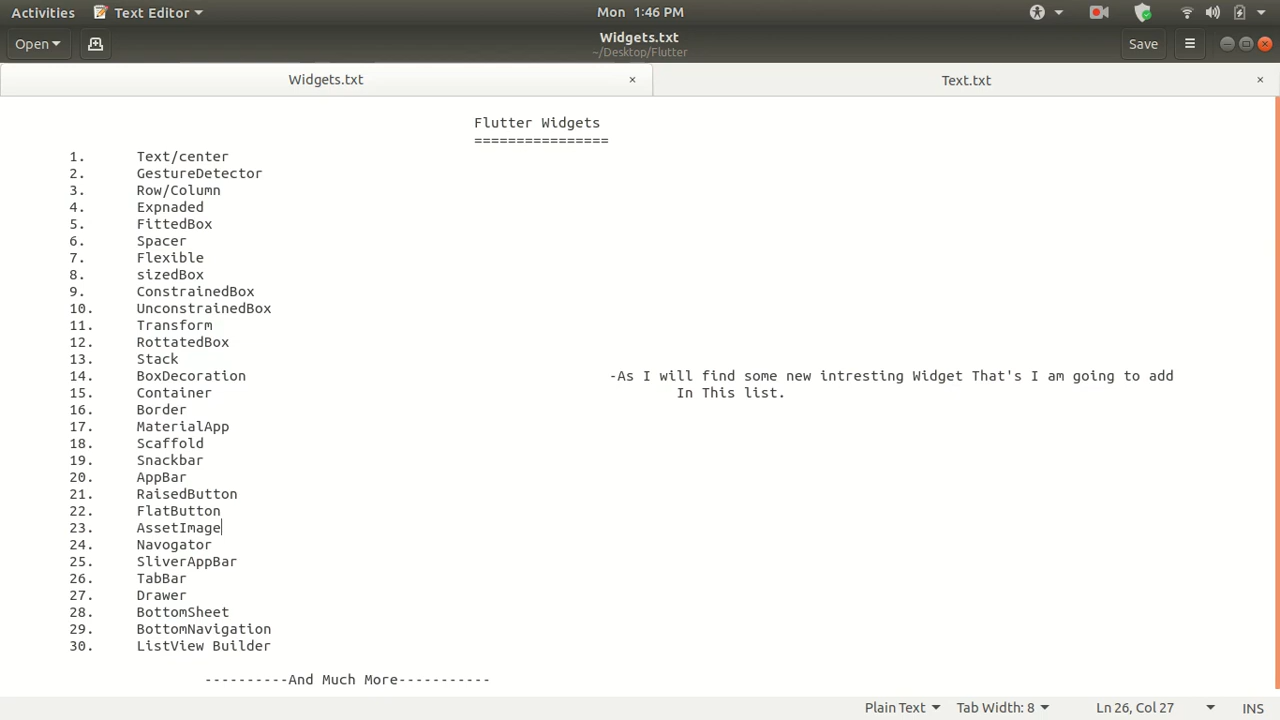 Activities Text Editor Mon 1:46 PM
Open Widgets.txt Save
~/Desktop/Flutter
Widgets.txt × Text.txt ×
Flutter Widgets
================
1. Text/center
2. GestureDetector
3. Row/Column
4. Expnaded
5. FittedBox
6. Spacer
7. Flexible
8. sizedBox
9. ConstrainedBox
10. UnconstrainedBox
11. Transform
12. RottatedBox
13. Stack
14. BoxDecoration -As I will find some new intresting Widget That's I am going to add
15. Container In This list.
16. Border
17. MaterialApp
18. Scaffold
19. Snackbar
20. AppBar
21. RaisedButton
22. FlatButton
23. AssetImage
24. Navogator
25. SliverAppBar
26. TabBar
27. Drawer
28. BottomSheet
29. BottomNavigation
30. ListView Builder
----------And Much More-----------
Plain Text Tab Width: 8 Ln 26, Col 27 INS